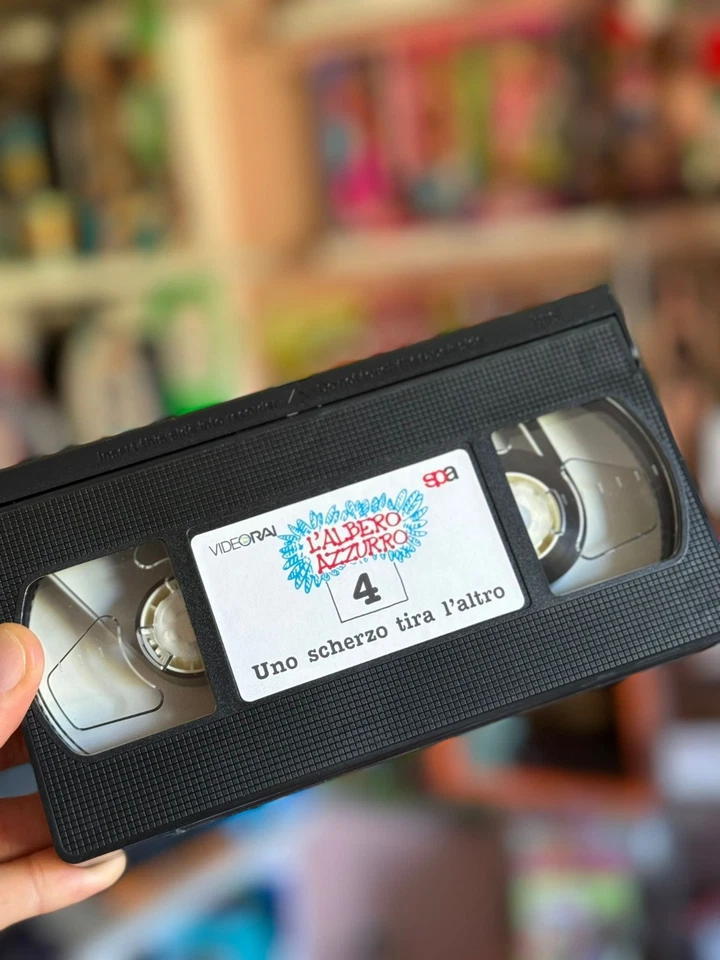 VIDEORAI
spa
L'ALBERO
AZZURRO
4
Uno scherzo tira l'altro